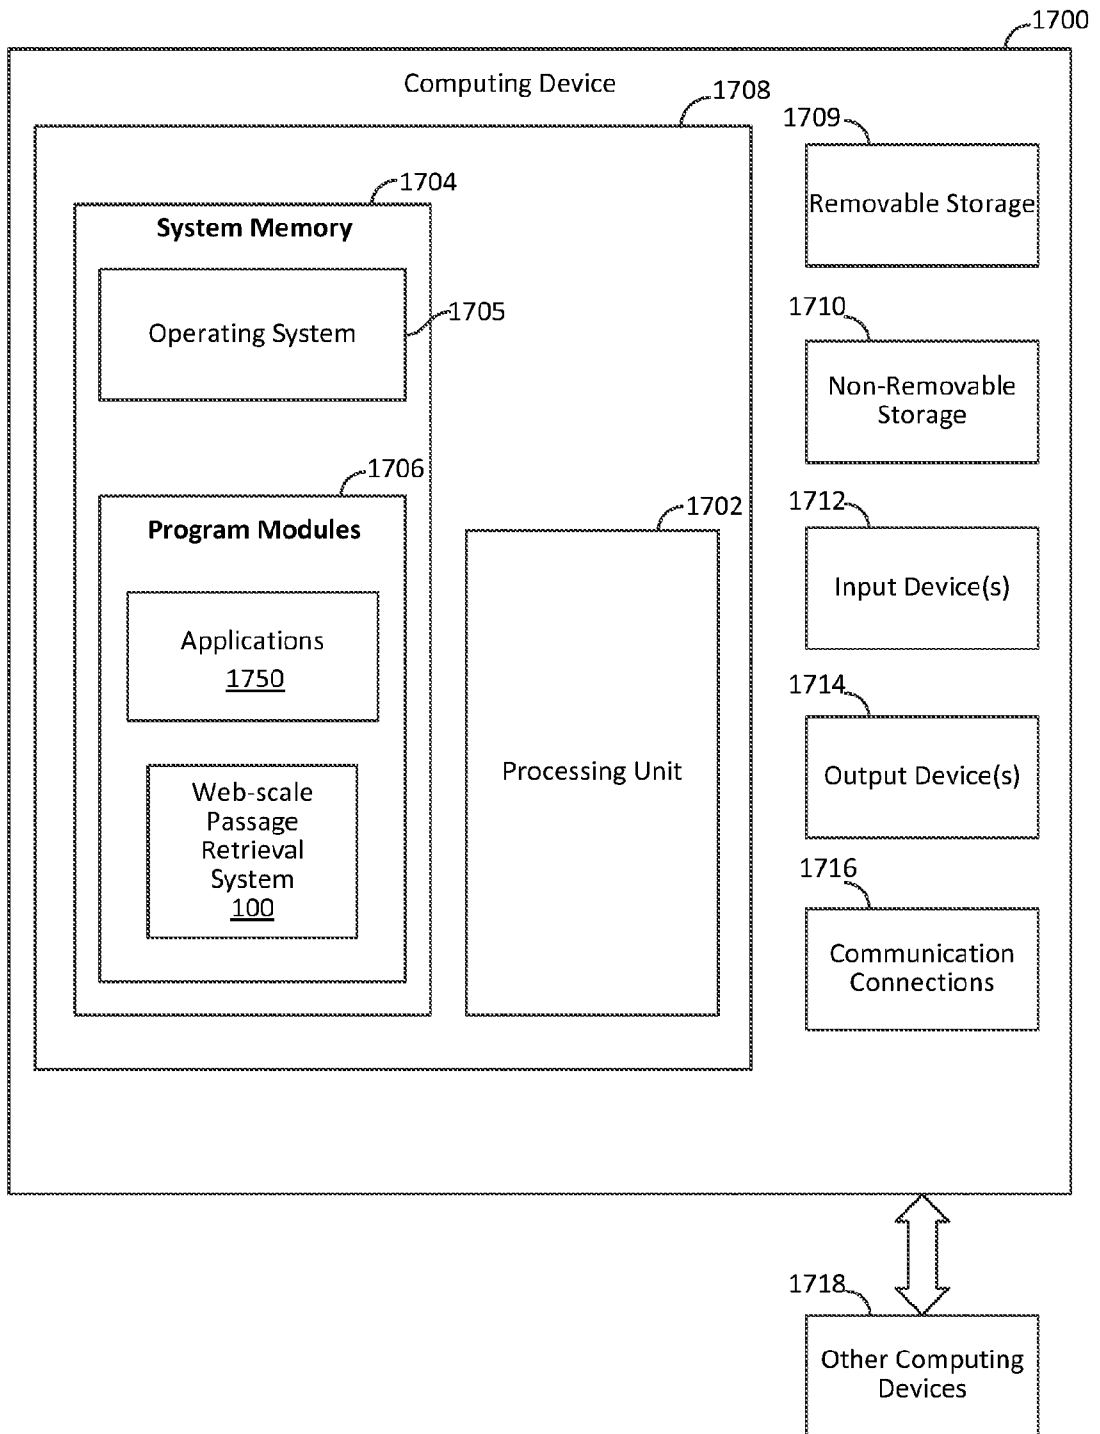 1700
Computing Device
1708
1709
Removable Storage
1704
System Memory
Operating System
1705
1710
Non-Removable
Storage
1706
Program Modules
Applications
1750
Web-scale
Passage
Retrieval
System
100
1702
Processing Unit
1712
Input Device(s)
1714
Output Device(s)
1716
Communication
Connections
1718
Other Computing
Devices